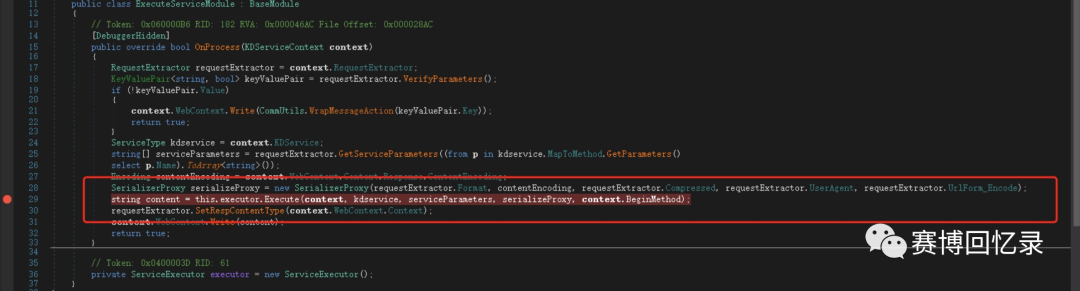 11 public class ExecuteServiceModule : BaseModule
12 {
13 // Token: 0x060000B6 RID: 182 RVA: 0x000046AC File Offset: 0x000028AC
14 [DebuggerHidden]
15 public override bool OnProcess(KDServiceContext context)
16 {
17 RequestExtractor requestExtractor = context.RequestExtractor;
18 KeyValuePair<string, bool> keyValuePair = requestExtractor.VerifyParameters();
19 if (!keyValuePair.Value)
20 {
21 context.WebContext.Write(CommUtils.WrapMessageAction(keyValuePair.Key));
22 return true;
23 }
24 ServiceType kdservice = context.KDService;
25 string[] serviceParameters = requestExtractor.GetServiceParameters((from p in kdservice.MapToMethod.GetParameters()
26 select p.Name).ToArray<string>());
27 Encoding contentEncoding = context.WebContext.Context.Response.ContentEncoding;
28 SerializerProxy serializeProxy = new SerializerProxy(requestExtractor.Format, contentEncoding, requestExtractor.Compressed, requestExtractor.UserAgent, requestExtractor.UrlForm_Encode);
29 string content = this.executor.Execute(context, kdservice, serviceParameters, serializeProxy, context.BeginMethod);
30 requestExtractor.SetRespContentType(context.WebContext.Context);
31 context.WebContext.Write(content);
32 return true;
33 }
34
35 // Token: 0x0400003D RID: 61
36 private ServiceExecutor executor = new ServiceExecutor();
37 }
赛博回忆录